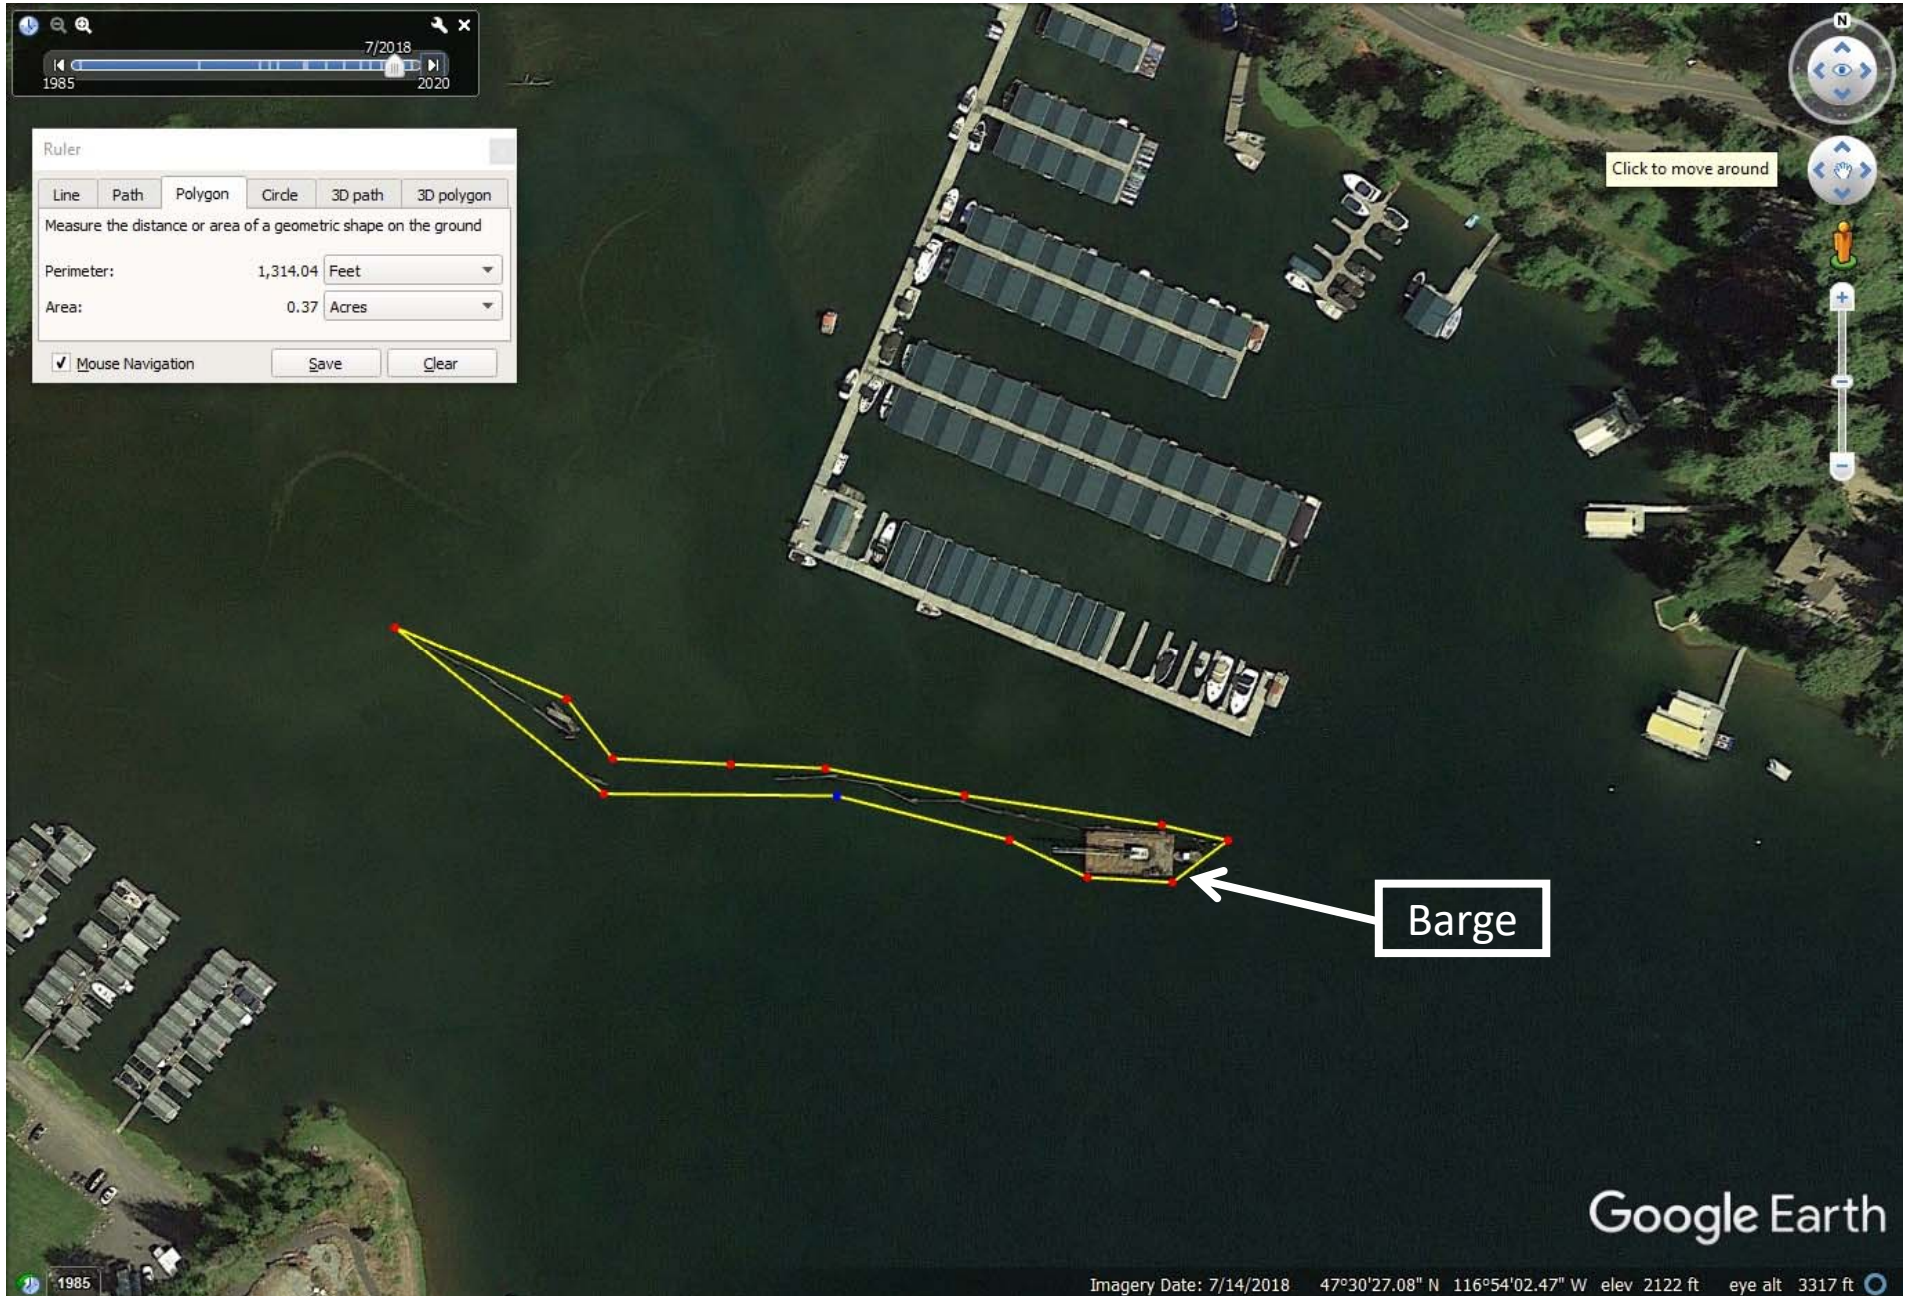 7/2018
1985
2020
Ruler
Line Path Polygon Circle 3D path 3D polygon
Measure the distance or area of a geometric shape on the ground
Perimeter: 1,314.04 Feet
Area: 0.37 Acres
Mouse Navigation Save Clear
N
Click to move around
Barge
Google Earth
1985
Imagery Date: 7/14/2018 47°30'27.08" N 116°54'02.47" W elev 2122 ft eye alt 3317 ft